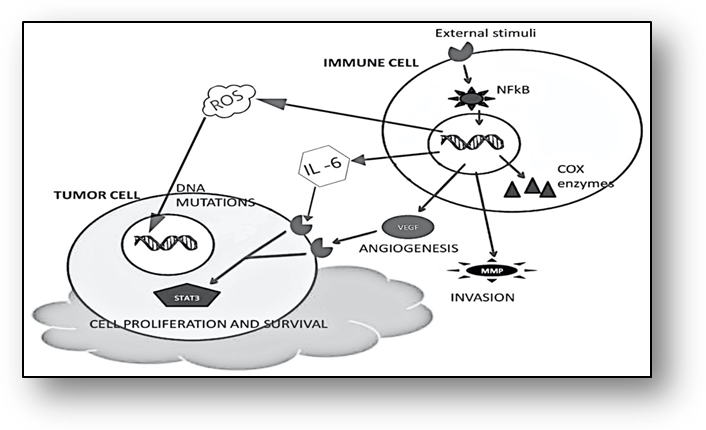 External stimuli
IMMUNE CELL
NFkB
ROS
IL -6
COX
enzymes
TUMOR CELL
DNA
MUTATIONS
VEGF
ANGIOGENESIS
MMP
INVASION
STAT3
CELL PROLIFERATION AND SURVIVAL